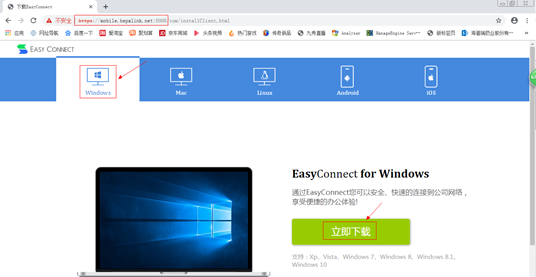 下载EasyConnect
不安全 https://mobile.bepalink.net:8000/com/installClient.html
应用 网址导航 百度一下 爱淘宝 聚划算 京东商城 头条视频 热门游戏 传奇极品 九秀直播 Analyzer ManageEngine Serv 新标签页
EASY CONNECT
Windows Mac Linux Android iOS
EasyConnect for Windows
通过EasyConnect您可以安全、快速的连接到公司网络，
享受便捷的办公体验!
立即下载
支持：Xp、Vista、Windows 7、Windows 8、Windows 8.1、
Windows 10